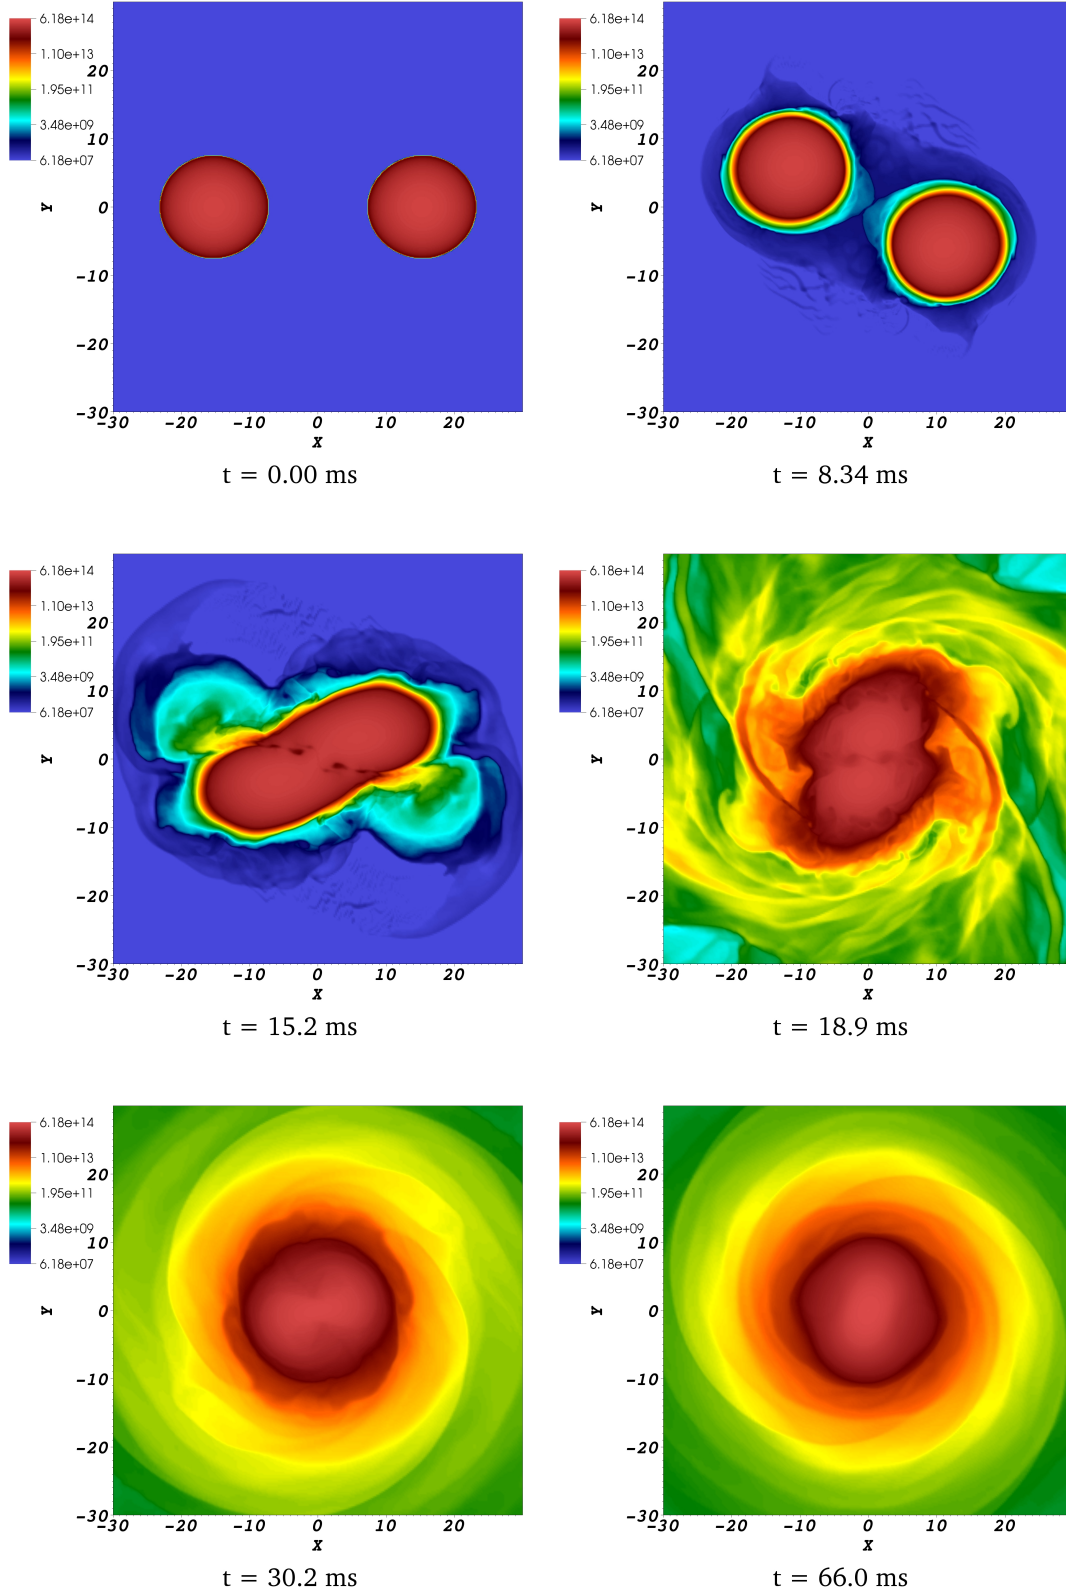 6.18e+14
1.10e+13
1.95e+11
3.48e+09
6.18e+07
20
10
0
-10
-20
-30
Y
-30 -20 -10 0 10 20
X
t = 0.00 ms
6.18e+14
1.10e+13
1.95e+11
3.48e+09
6.18e+07
20
10
0
-10
-20
-30
Y
-30 -20 -10 0 10 20
X
t = 8.34 ms
6.18e+14
1.10e+13
1.95e+11
3.48e+09
6.18e+07
20
10
0
-10
-20
-30
Y
-30 -20 -10 0 10 20
X
t = 15.2 ms
6.18e+14
1.10e+13
1.95e+11
3.48e+09
6.18e+07
20
10
0
-10
-20
-30
Y
-30 -20 -10 0 10 20
X
t = 18.9 ms
6.18e+14
1.10e+13
1.95e+11
3.48e+09
6.18e+07
20
10
0
-10
-20
-30
Y
-30 -20 -10 0 10 20
X
t = 30.2 ms
6.18e+14
1.10e+13
1.95e+11
3.48e+09
6.18e+07
20
10
0
-10
-20
-30
Y
-30 -20 -10 0 10 20
X
t = 66.0 ms